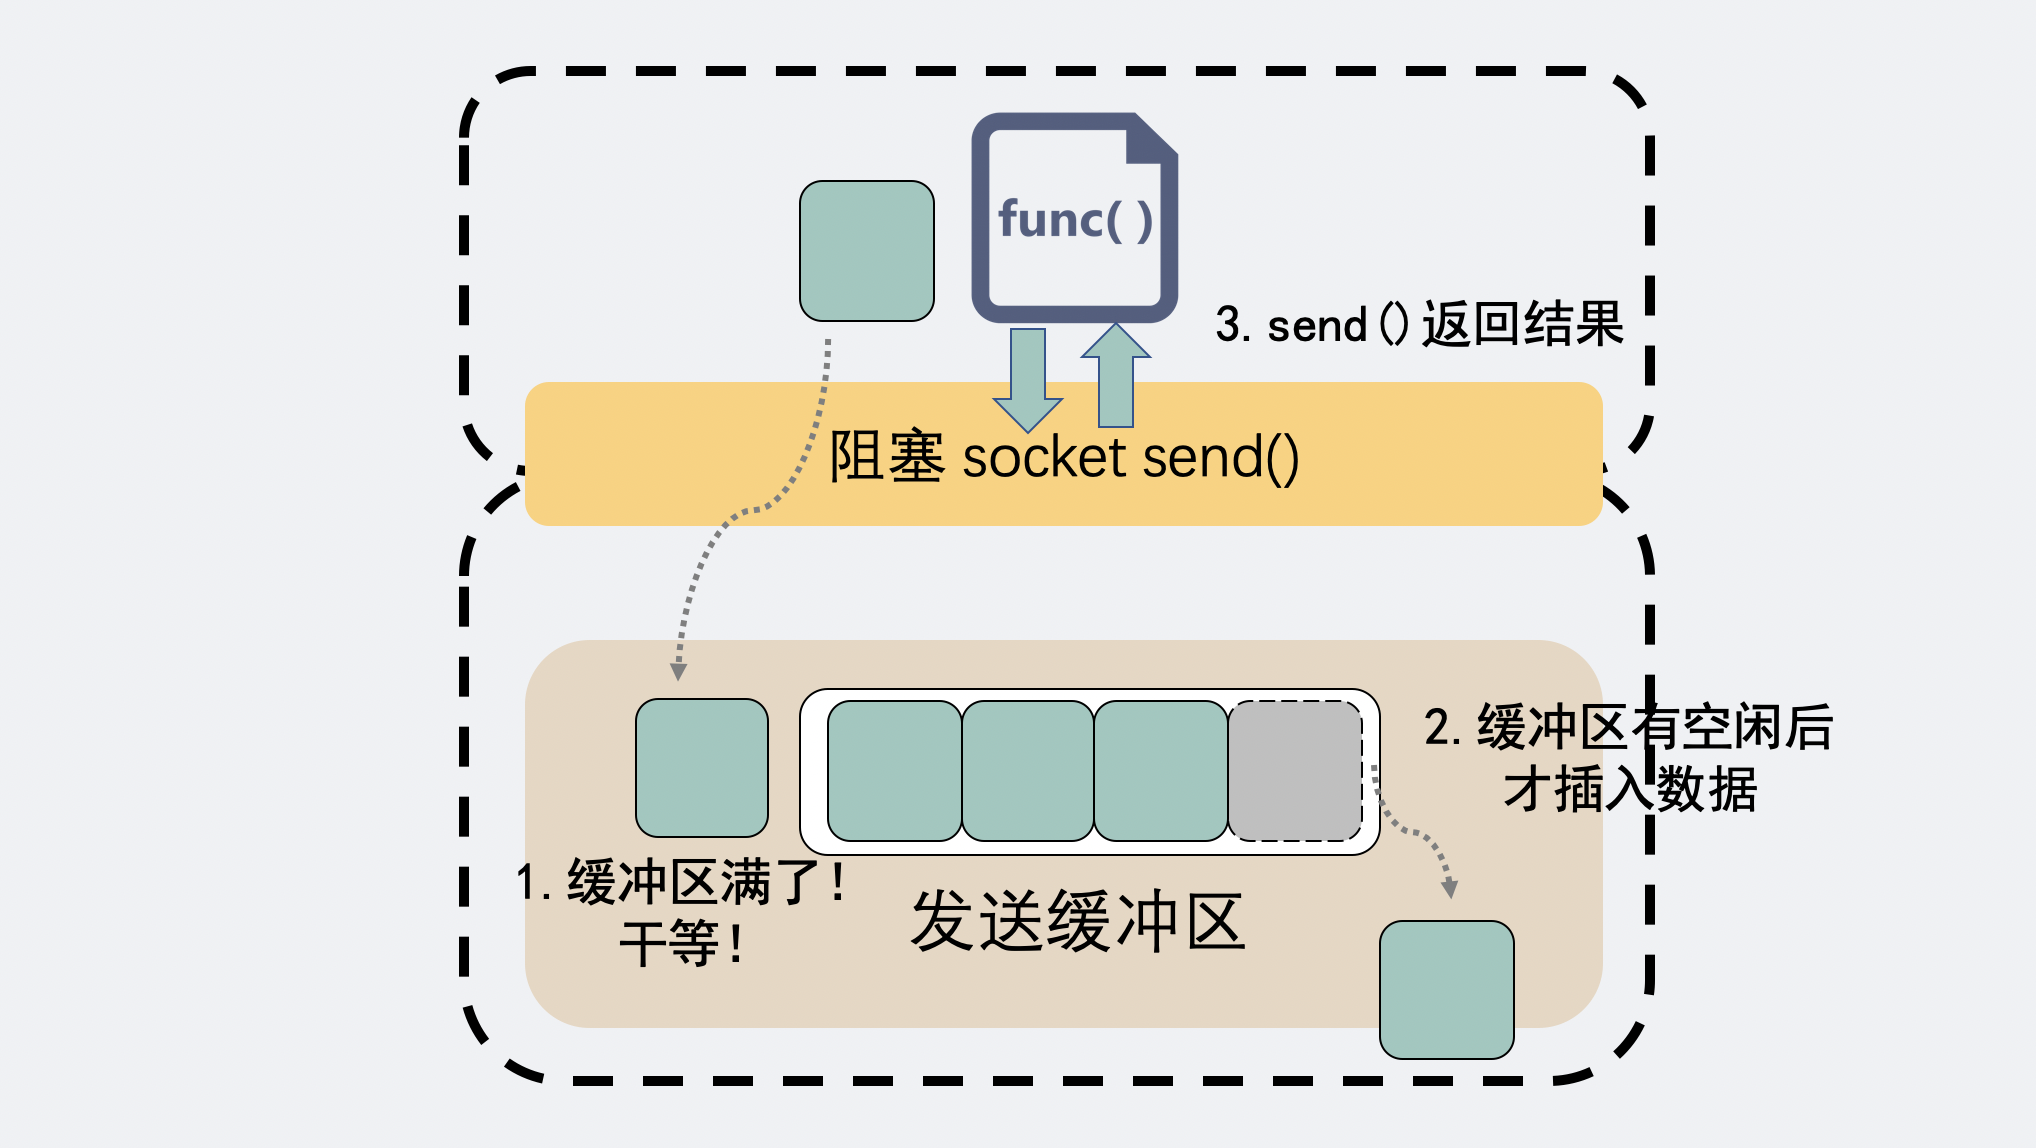 func()
3. send()返回结果
阻塞 socket send()
2. 缓冲区有空闲后
才插入数据
1. 缓冲区满了！
干等！
发送缓冲区